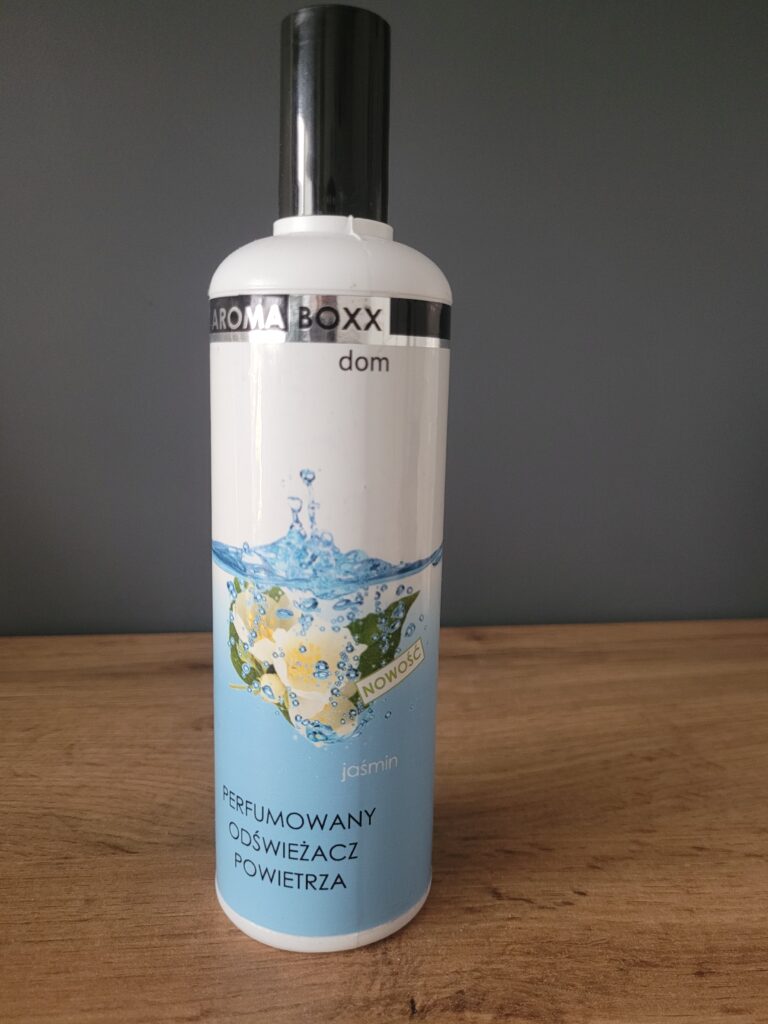 AROMA BOXX
dom
NOWOŚĆ
jaśmin
PERFUMOWANY
ODŚWIEŻACZ
POWIETRZA